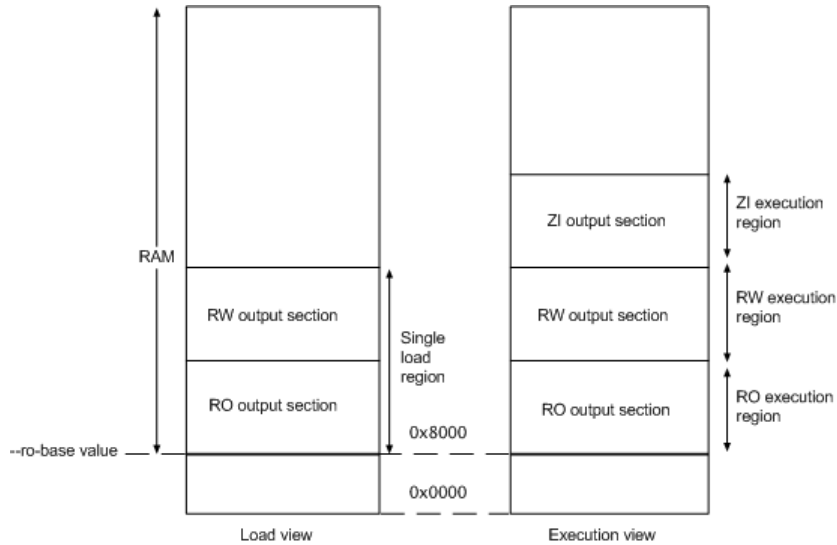 ZI output section
ZI execution
region
RAM
RW output section
Single
load
region
RW output section
RW execution
region
RO output section
0x8000
RO output section
RO execution
region
--ro-base value
0x0000
Load view
Execution view